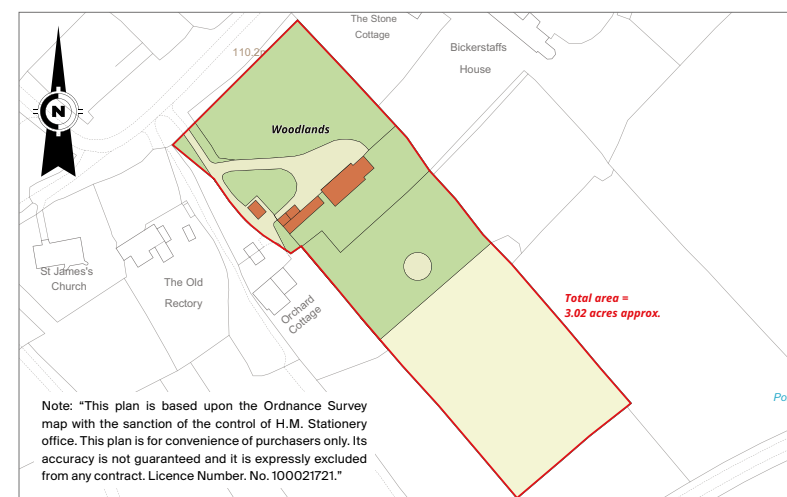 The Stone
Cottage
Bickerstaffs
House
110.2
N
Woodlands
St James's
Church
The Old
Rectory
Orchard
Cottage
Total area =
3.02 acres approx.
Po
Note: “This plan is based upon the Ordnance Survey
map with the sanction of the control of H.M. Stationery
office. This plan is for convenience of purchasers only. Its
accuracy is not guaranteed and it is expressly excluded
from any contract. Licence Number. No. 100021721.”